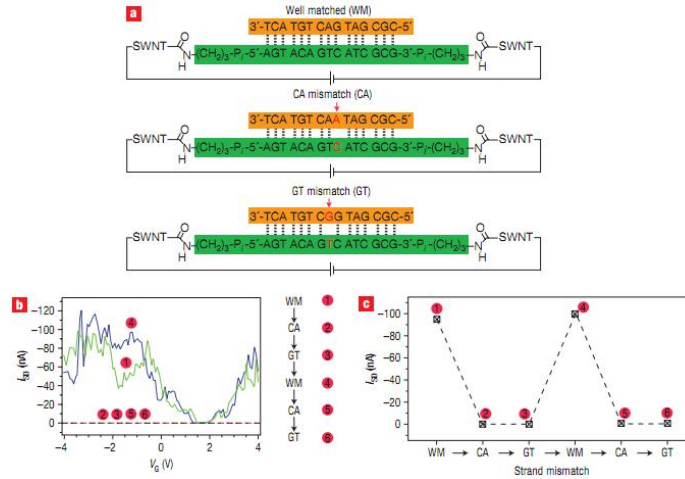 a
Well matched (WM)
3´-TCA TGT CAG TAG CGC-5´
SWNT O N H (CH2)3-Pi-5´-AGT ACA GTC ATC GCG-3´-Pi-(CH2)3 N H O SWNT
CA mismatch (CA)
3´-TCA TGT CAA TAG CGC-5´
SWNT O N H (CH2)3-Pi-5´-AGT ACA GTC ATC GCG-3´-Pi-(CH2)3 N H O SWNT
GT mismatch (GT)
3´-TCA TGT CGG TAG CGC-5´
SWNT O N H (CH2)3-Pi-5´-AGT ACA GTC ATC GCG-3´-Pi-(CH2)3 N H O SWNT
b
ISD (nA)
–140
–120
–100
–80
–60
–40
–20
0
4
1
2 3 5 6
–4 –2 0 2 4
VG (V)
WM 1
CA 2
GT 3
WM 4
CA 5
GT 6
c
ISD (nA)
–100
–80
–60
–40
–20
0
1
4
2 3 5 6
WM CA GT WM CA GT
Strand mismatch